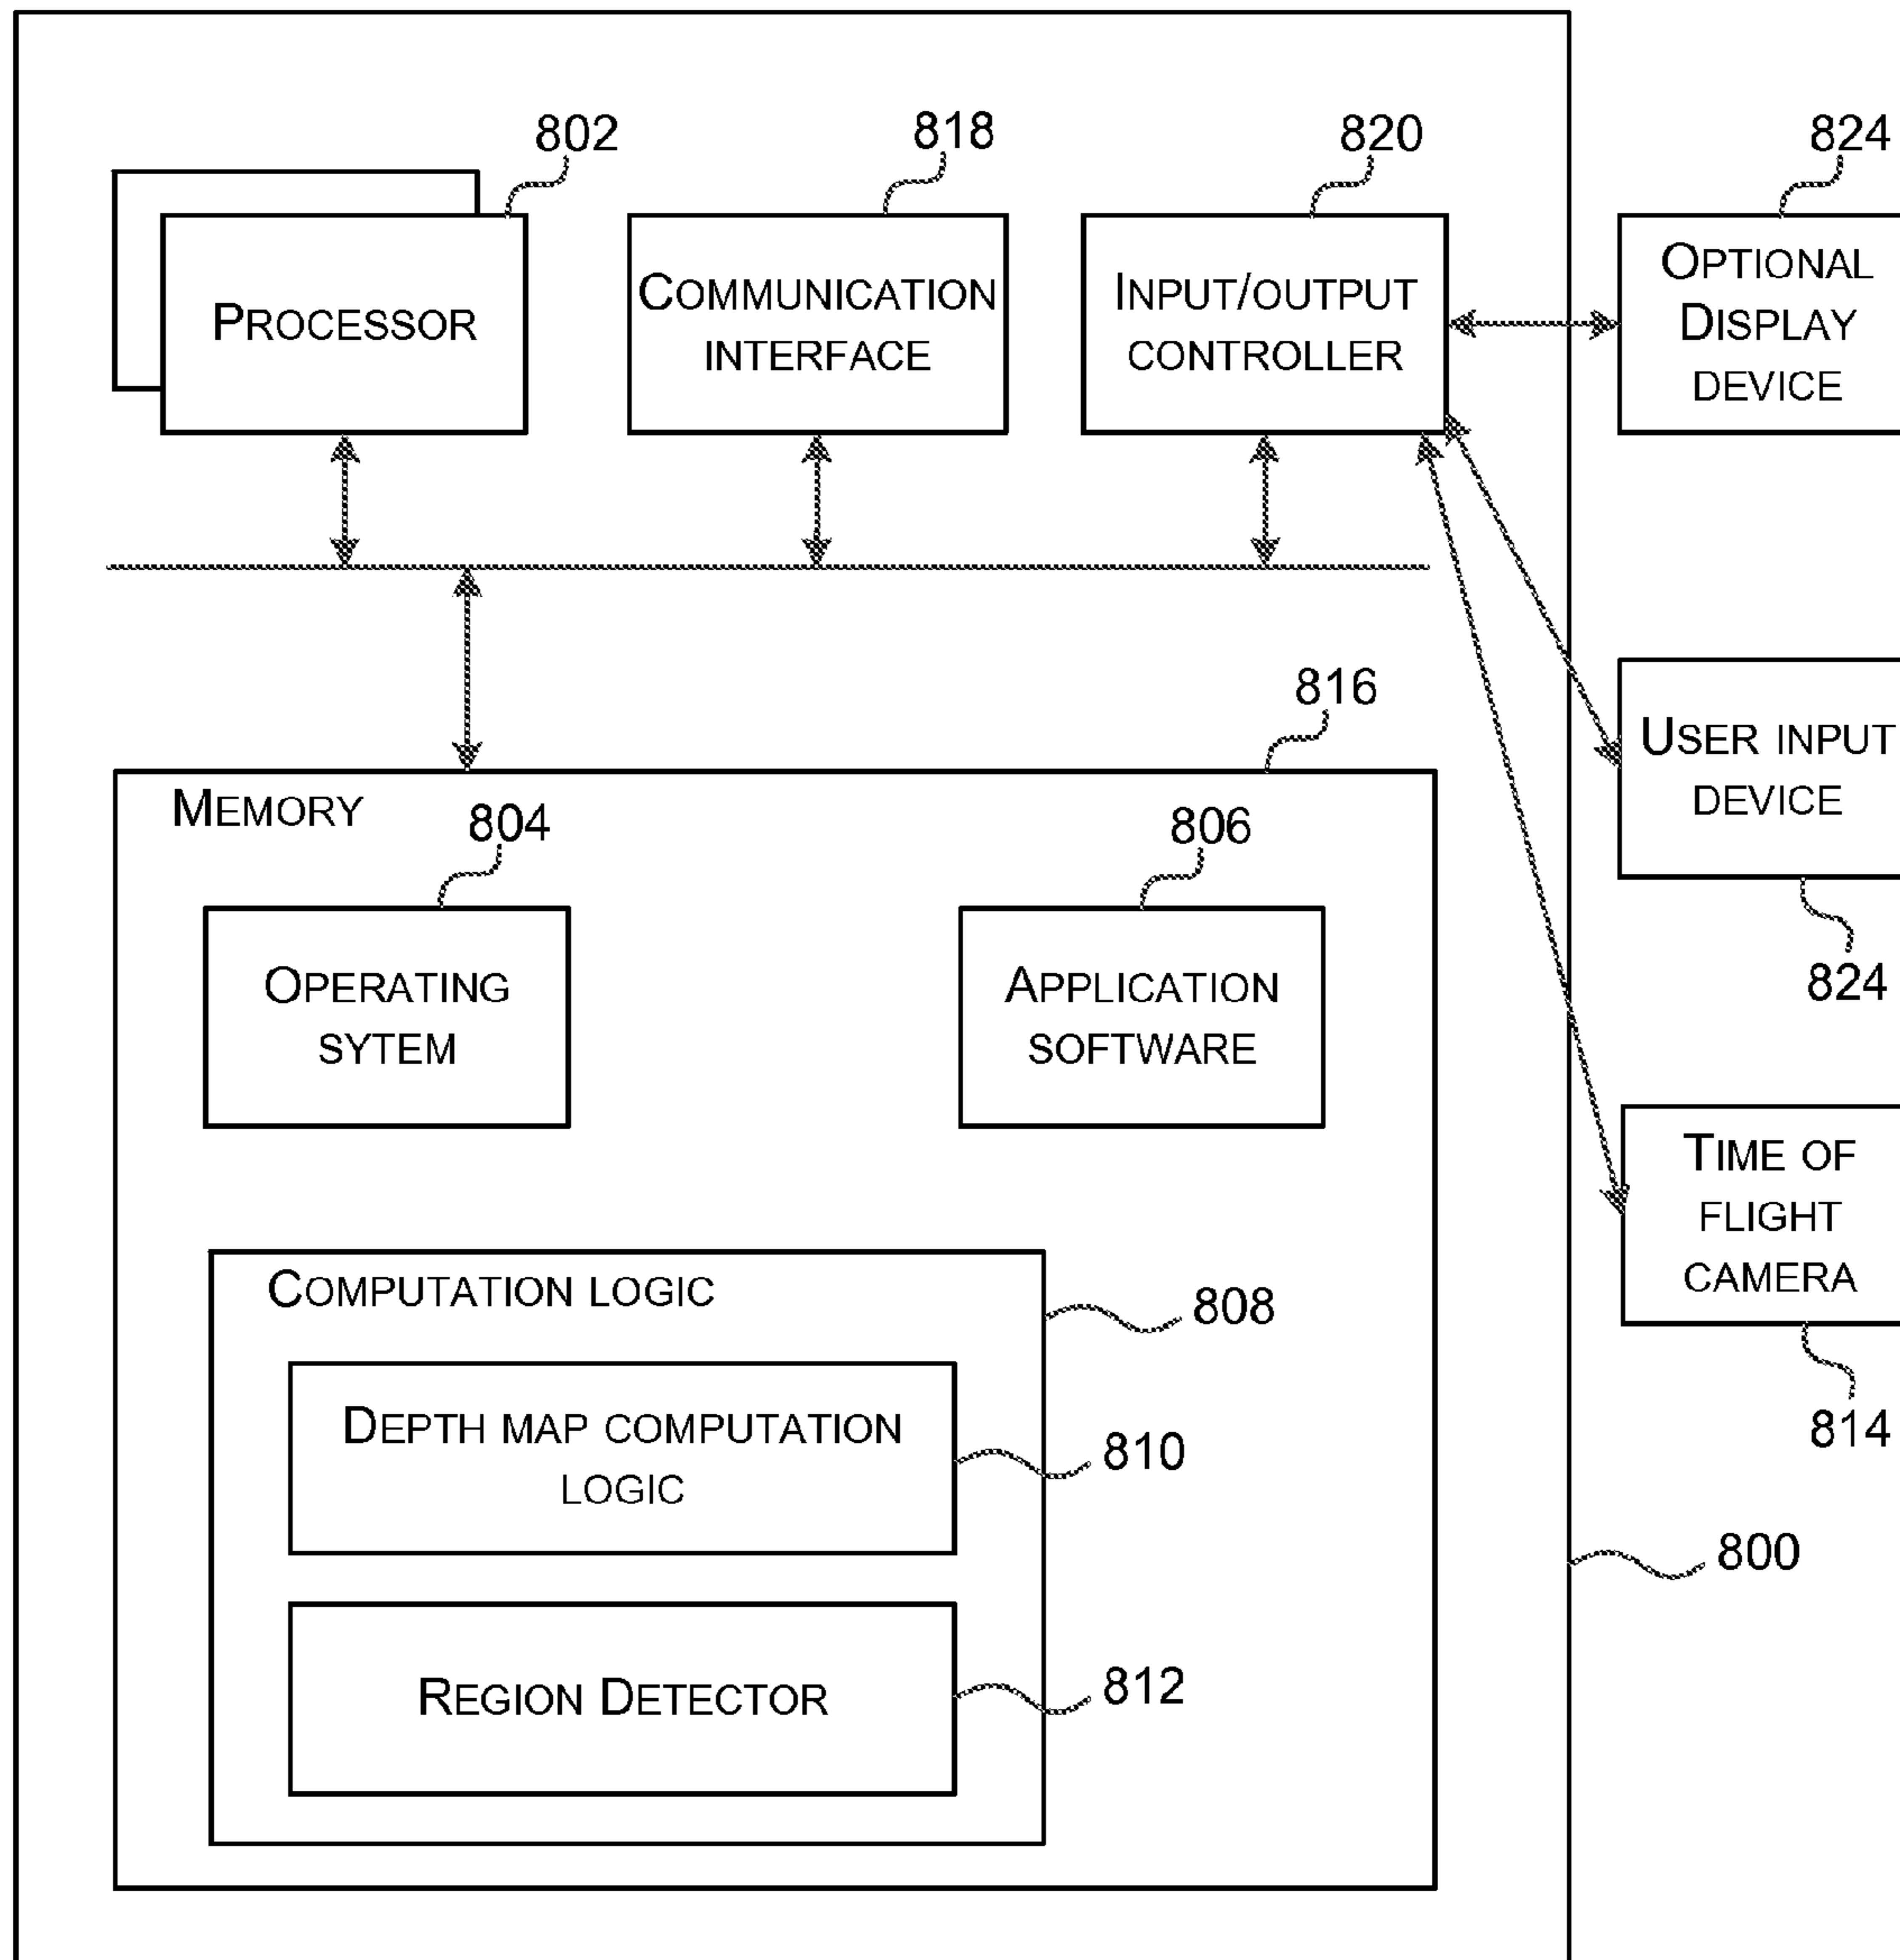 802
818
820
824
PROCESSOR
COMMUNICATION
INTERFACE
INPUT/OUTPUT
CONTROLLER
OPTIONAL
DISPLAY
DEVICE
816
USER INPUT
DEVICE
824
MEMORY
804
806
OPERATING
SYTEM
APPLICATION
SOFTWARE
TIME OF
FLIGHT
CAMERA
814
COMPUTATION LOGIC
808
DEPTH MAP COMPUTATION
LOGIC
810
800
REGION DETECTOR
812